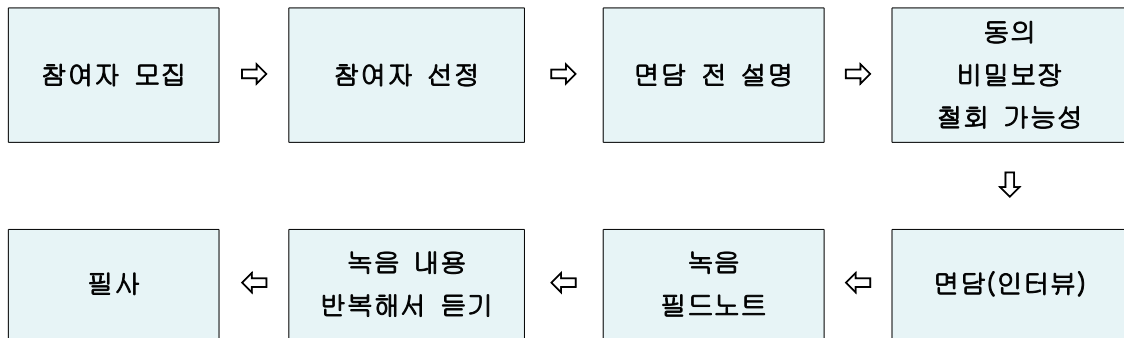 참여자 모집
⇨
참여자 선정
⇨
면담 전 설명
⇨
동의
비밀보장
철회 가능성
⇩
면담(인터뷰)
⇦
녹음
필드노트
⇦
녹음 내용
반복해서 듣기
⇦
필사